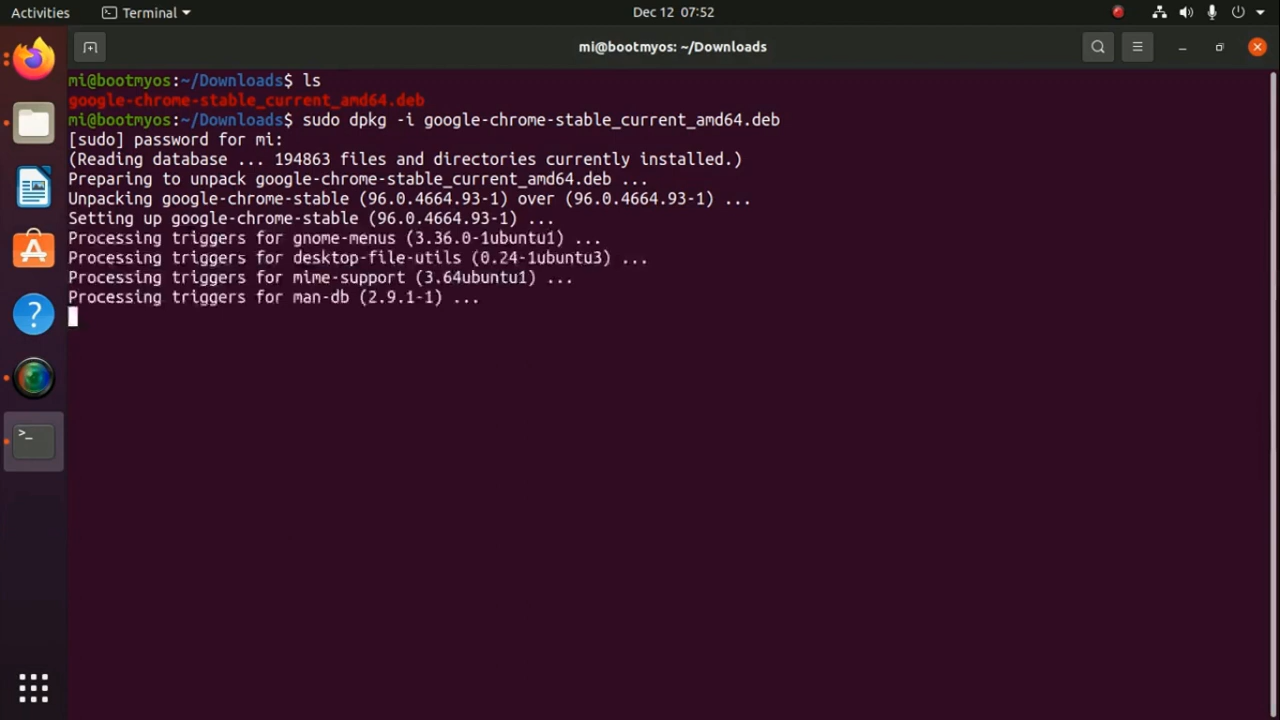 Activities Terminal Dec 12 07:52
mi@bootmyos: ~/Downloads
mi@bootmyos:~/Downloads$ ls
google-chrome-stable_current_amd64.deb
mi@bootmyos:~/Downloads$ sudo dpkg -i google-chrome-stable_current_amd64.deb
[sudo] password for mi:
(Reading database ... 194863 files and directories currently installed.)
Preparing to unpack google-chrome-stable_current_amd64.deb ...
Unpacking google-chrome-stable (96.0.4664.93-1) over (96.0.4664.93-1) ...
Setting up google-chrome-stable (96.0.4664.93-1) ...
Processing triggers for gnome-menus (3.36.0-1ubuntu1) ...
Processing triggers for desktop-file-utils (0.24-1ubuntu3) ...
Processing triggers for mime-support (3.64ubuntu1) ...
Processing triggers for man-db (2.9.1-1) ...